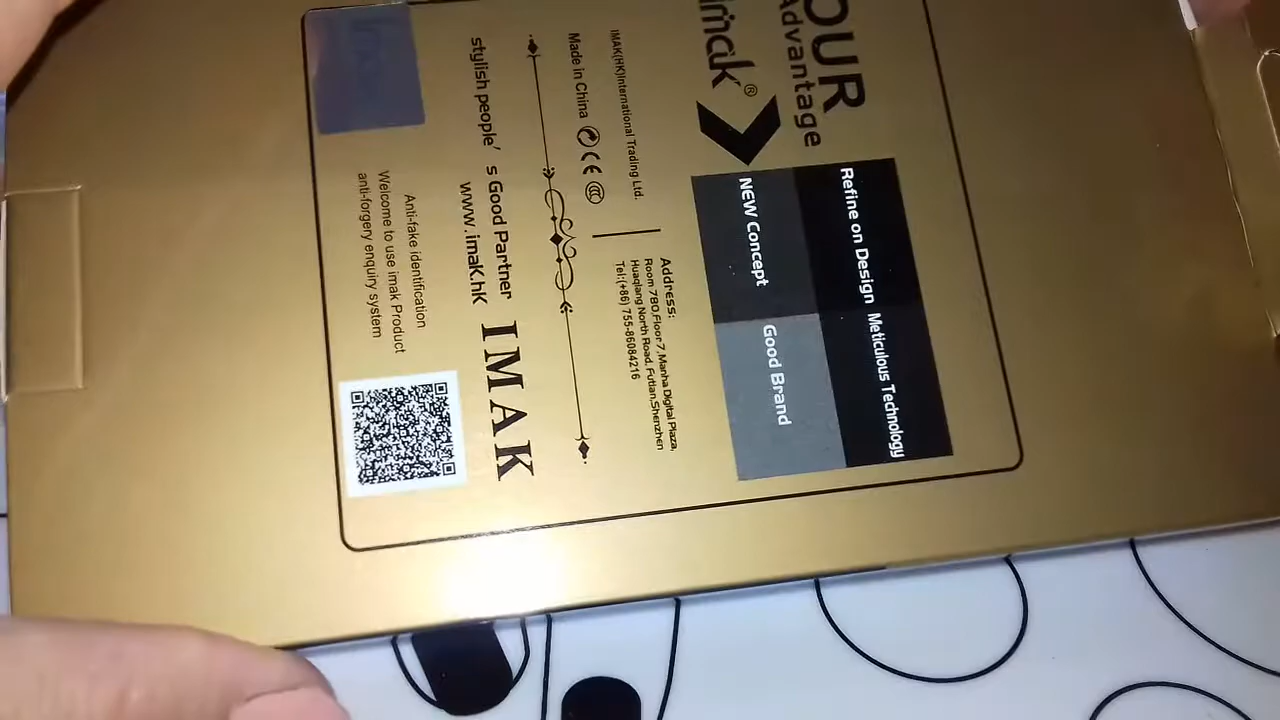 OUR
Advantage
imak®
Refine on Design
Meticulous Technology
NEW Concept
Good Brand
IMAK(HK)International Trading Ltd.
Made in China
CE
Address:
Room 7B0,Floor 7,Manha Digital Plaza,
Huaqiang North Road, Futian,Shenzhen
Tel:(+86) 755-86084216
stylish people's Good Partner
www.imaK.hK
IMAK
Anti-fake identification
Welcome to use imak Product
anti-forgery enquiry system